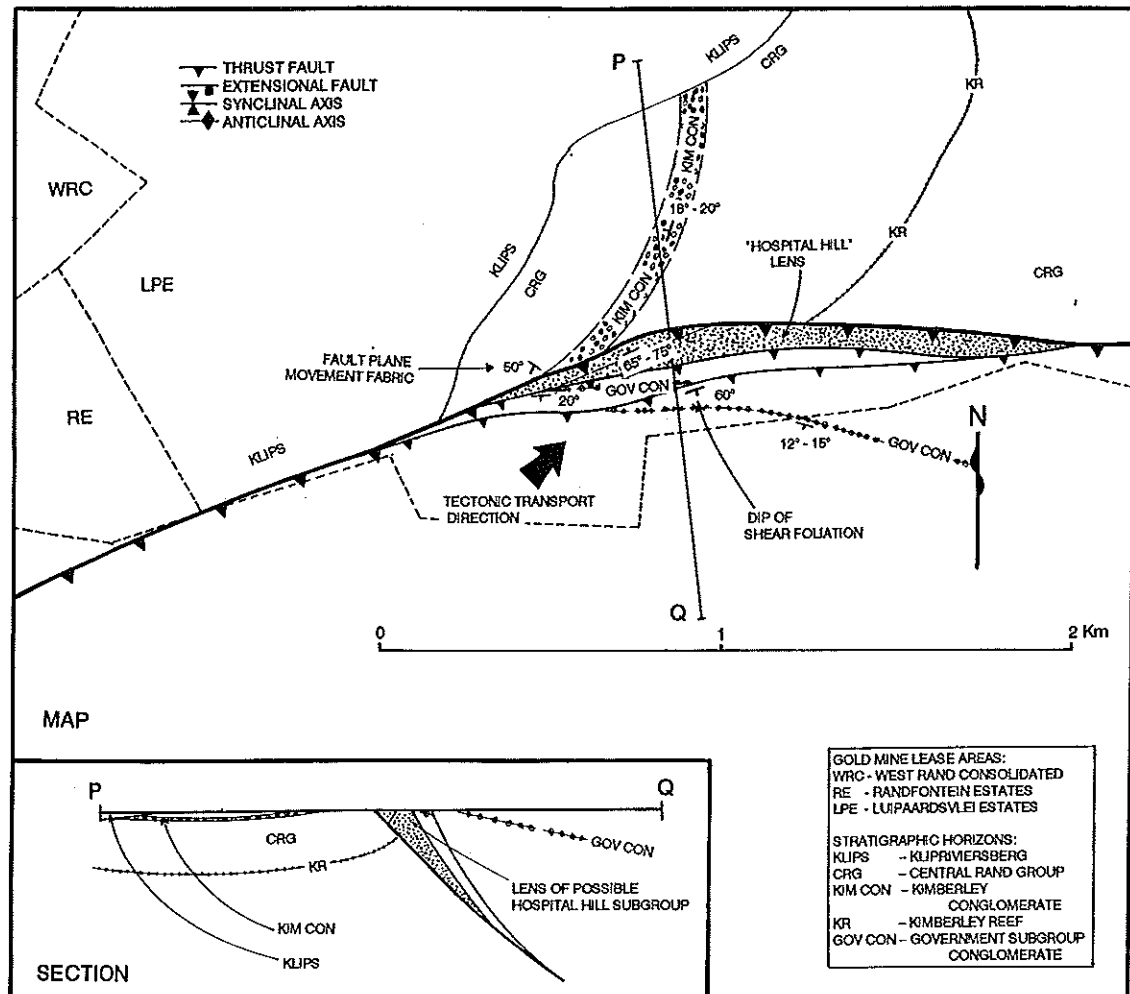 THRUST FAULT
EXTENSIONAL FAULT
SYNCLINAL AXIS
ANTICLINAL AXIS
KLIPS
CRG
P
KR
KIM CON
WRC
18° - 20°
KR
"HOSPITAL HILL"
LENS
CRG
LPE
KLIPS
CRG
KIM CON
FAULT PLANE
MOVEMENT FABRIC
50°
65° - 75°
GOV CON
20°
60°
RE
N
KLIPS
12° - 15°
GOV CON
TECTONIC TRANSPORT
DIRECTION
DIP OF
SHEAR FOLIATION
Q
0
1
2 Km
MAP
P
Q
CRG
GOV CON
KR
LENS OF POSSIBLE
HOSPITAL HILL SUBGROUP
KIM CON
KLIPS
SECTION
GOLD MINE LEASE AREAS:
WRC - WEST RAND CONSOLIDATED
RE - RANDFONTEIN ESTATES
LPE - LUIPAARDSVLEI ESTATES
STRATIGRAPHIC HORIZONS:
KLIPS - KLIPRIVIERSBERG
CRG - CENTRAL RAND GROUP
KIM CON - KIMBERLEY
CONGLOMERATE
KR - KIMBERLEY REEF
GOV CON - GOVERNMENT SUBGROUP
CONGLOMERATE